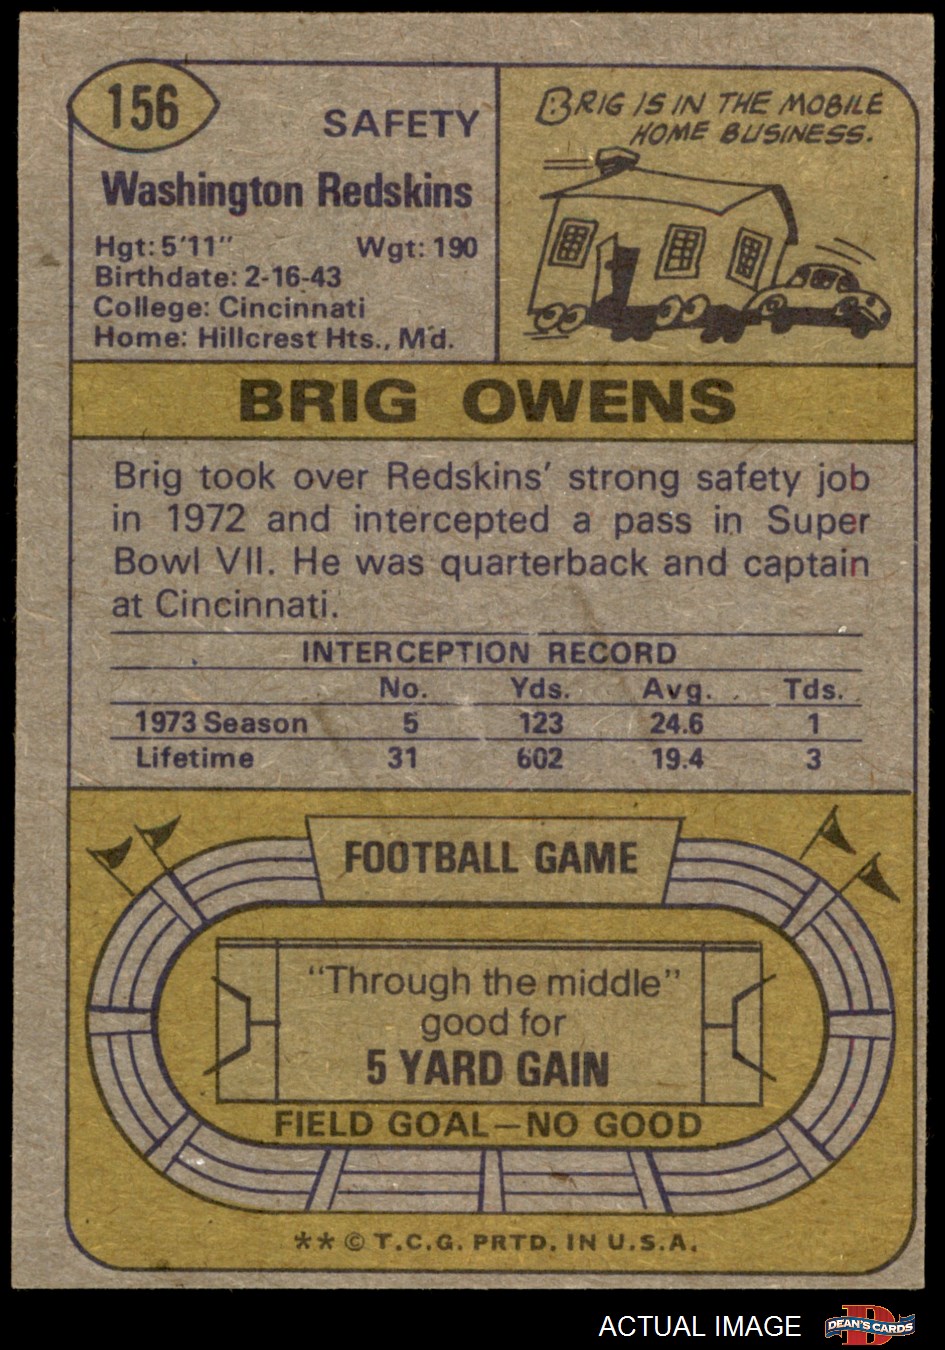 156
SAFETY
Washington Redskins
Hgt: 5'11" Wgt: 190
Birthdate: 2-16-43
College: Cincinnati
Home: Hillcrest Hts., Md.
BRIG IS IN THE MOBILE
HOME BUSINESS.
BRIG OWENS
Brig took over Redskins' strong safety job
in 1972 and intercepted a pass in Super
Bowl VII. He was quarterback and captain
at Cincinnati.
INTERCEPTION RECORD
No. Yds. Avg. Tds.
1973 Season 5 123 24.6 1
Lifetime 31 602 19.4 3
FOOTBALL GAME
"Through the middle"
good for
5 YARD GAIN
FIELD GOAL—NO GOOD
** © T.C.G. PRTD. IN U.S.A.
ACTUAL IMAGE
D
DEAN'S CARDS